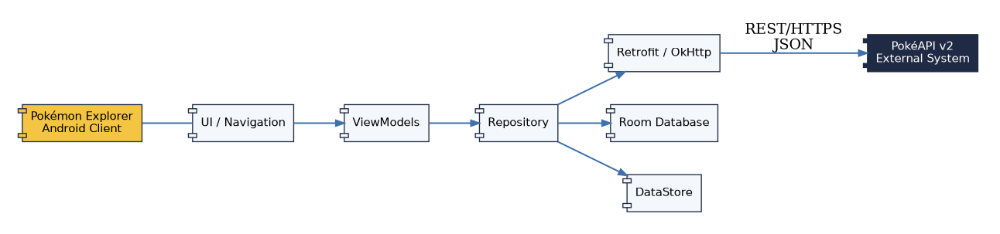 Pokémon Explorer
Android Client
UI / Navigation
ViewModels
Repository
Retrofit / OkHttp
REST/HTTPS
JSON
PokéAPI v2
External System
Room Database
DataStore